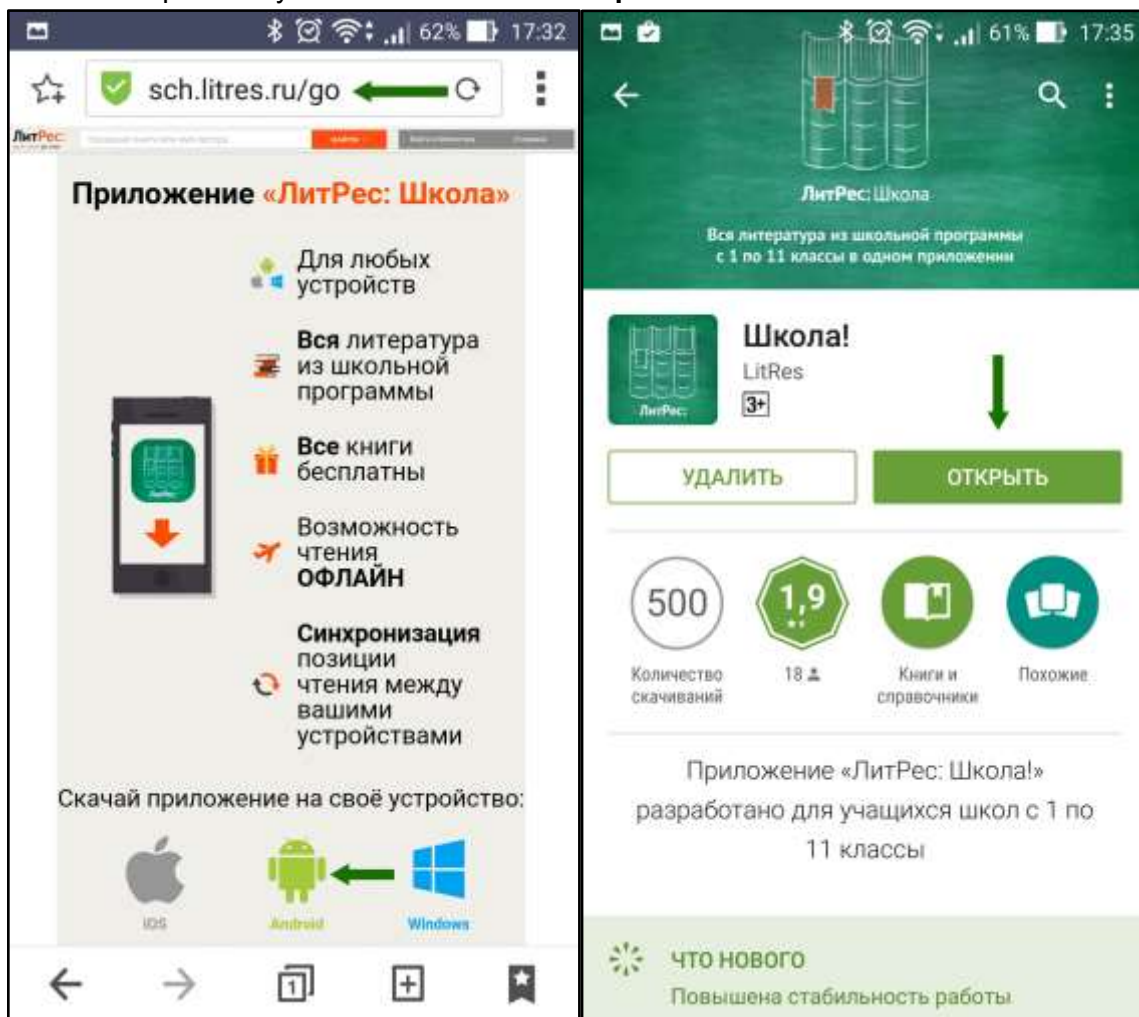 62% 17:32
sch.litres.ru/go
ЛитРес:
Приложение «ЛитРес: Школа»
Для любых
устройств
Вся литература
из школьной
программы
Все книги
бесплатны
Возможность
чтения
ОФЛАЙН
Синхронизация
позиции
чтения между
вашими
устройствами
Скачай приложение на своё устройство:
iOS Android Windows
1
61% 17:35
ЛитРес: Школа
Вся литература из школьной программы
с 1 по 11 классы в одном приложении
Школа!
LitRes
3+
ЛитРес:
УДАЛИТЬ ОТКРЫТЬ
500 1,9
Количество
скачиваний
18
Книги и
справочники
Похожие
Приложение «ЛитРес: Школа!»
разработано для учащихся школ с 1 по
11 классы
ЧТО НОВОГО
Повышена стабильность работы